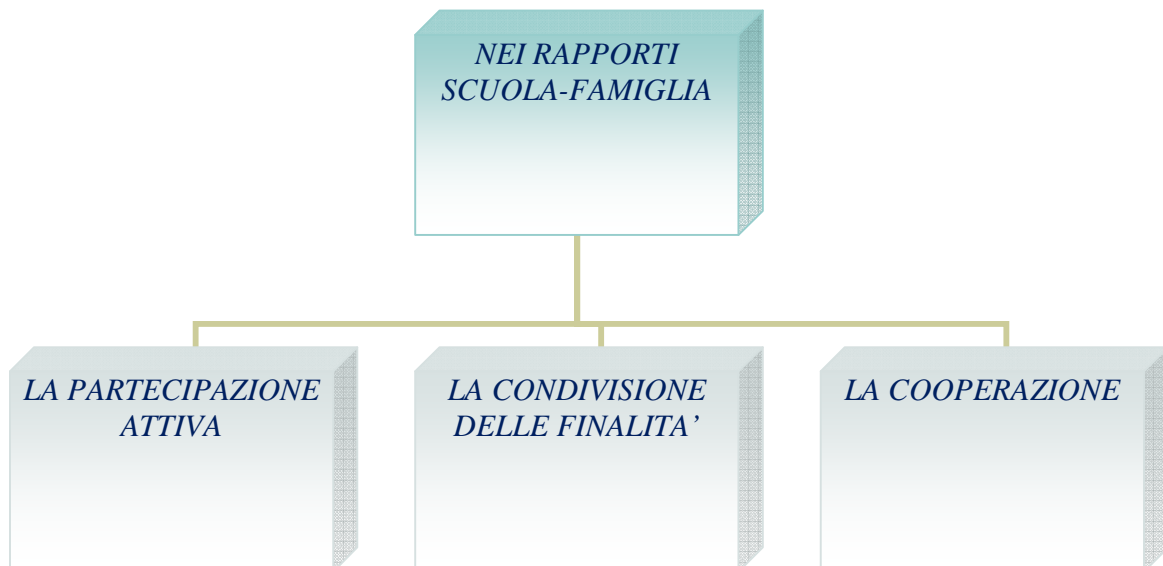 NEI RAPPORTI
SCUOLA-FAMIGLIA
LA PARTECIPAZIONE
ATTIVA
LA CONDIVISIONE
DELLE FINALITA’
LA COOPERAZIONE